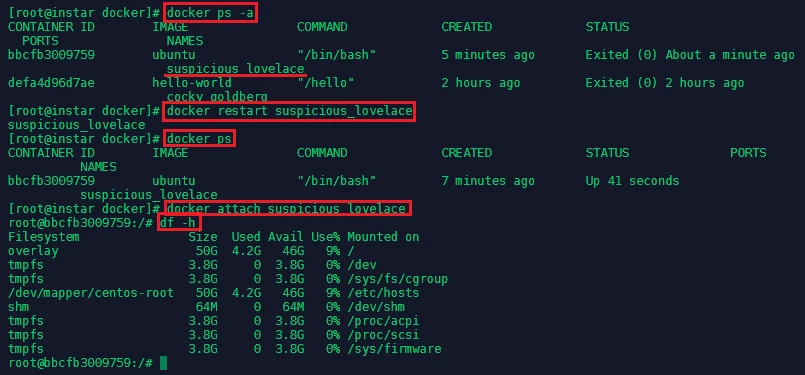 [root@instar docker]# docker ps -a
CONTAINER ID        IMAGE               COMMAND             CREATED             STATUS
  PORTS               NAMES
bbcfb3009759        ubuntu              "/bin/bash"         5 minutes ago       Exited (0) About a minute ago
                      suspicious_lovelace
defa4d96d7ae        hello-world         "/hello"            2 hours ago         Exited (0) 2 hours ago
                      cocky_goldberg
[root@instar docker]# docker restart suspicious_lovelace
suspicious_lovelace
[root@instar docker]# docker ps
CONTAINER ID        IMAGE               COMMAND             CREATED             STATUS              PORTS
          NAMES
bbcfb3009759        ubuntu              "/bin/bash"         7 minutes ago       Up 41 seconds
          suspicious_lovelace
[root@instar docker]# docker attach suspicious_lovelace
root@bbcfb3009759:/# df -h
Filesystem               Size  Used Avail Use% Mounted on
overlay                   50G  4.2G   46G   9% /
tmpfs                    3.8G     0  3.8G   0% /dev
tmpfs                    3.8G     0  3.8G   0% /sys/fs/cgroup
/dev/mapper/centos-root   50G  4.2G   46G   9% /etc/hosts
shm                       64M     0   64M   0% /dev/shm
tmpfs                    3.8G     0  3.8G   0% /proc/acpi
tmpfs                    3.8G     0  3.8G   0% /proc/scsi
tmpfs                    3.8G     0  3.8G   0% /sys/firmware
root@bbcfb3009759:/#